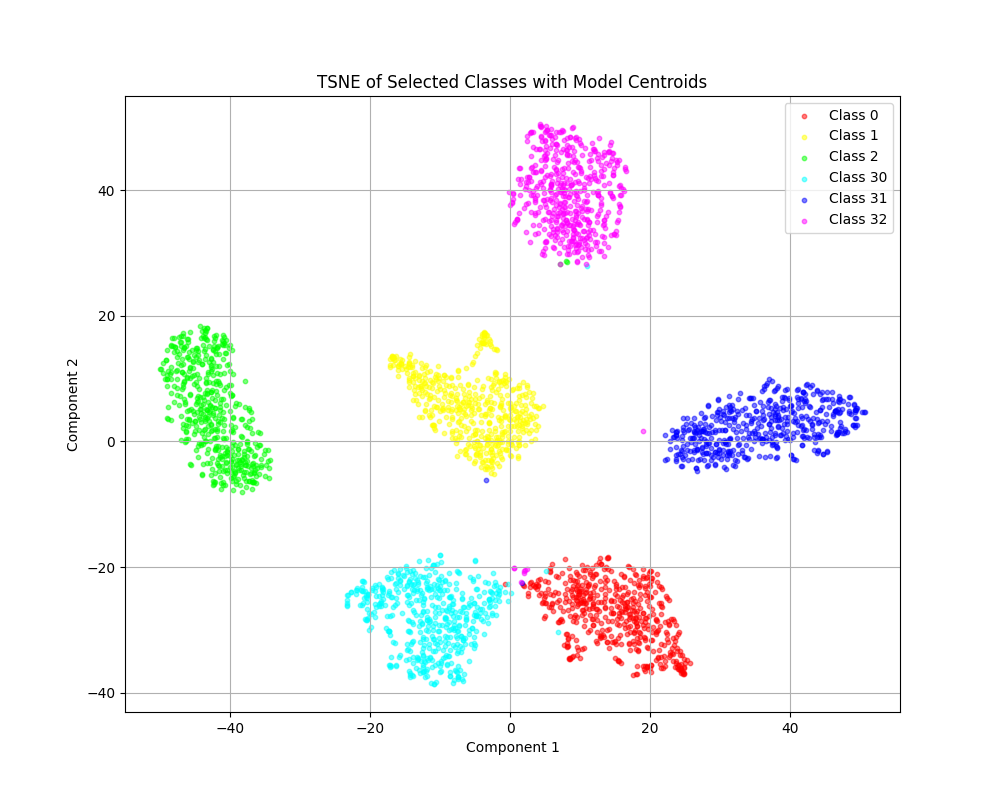 TSNE of Selected Classes with Model Centroids
Class 0
Class 1
Class 2
Class 30
Class 31
Class 32
40
20
0
−20
−40
Component 2
−40 −20 0 20 40
Component 1